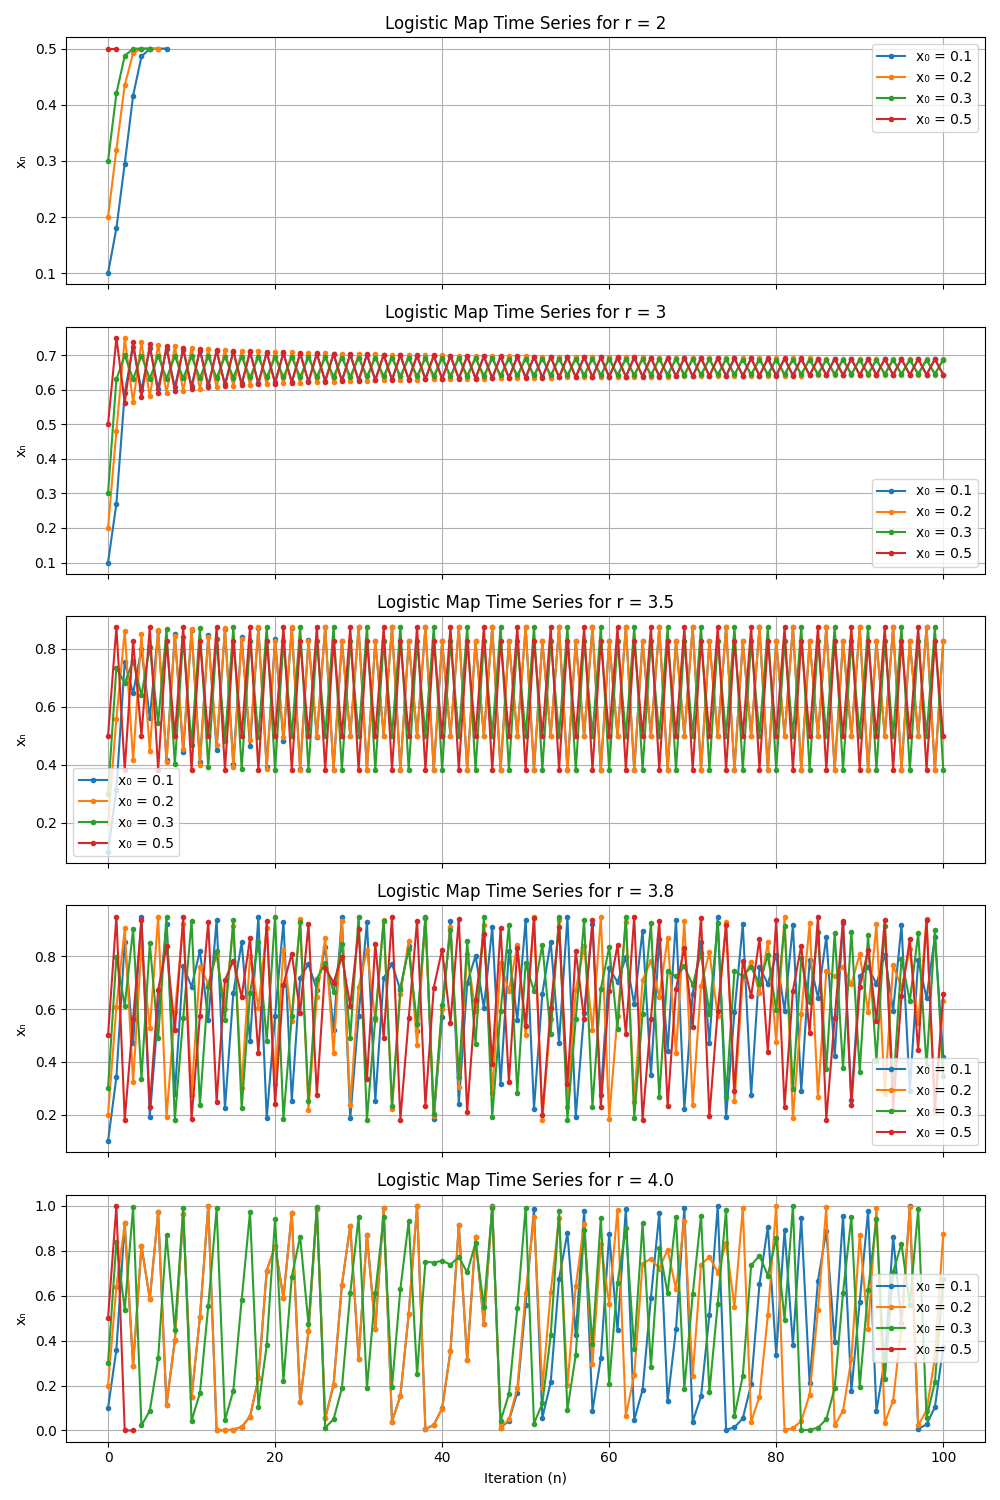 Logistic Map Time Series for r = 2
0.5
0.4
0.3
0.2
0.1
xₙ
x₀ = 0.1
x₀ = 0.2
x₀ = 0.3
x₀ = 0.5
Logistic Map Time Series for r = 3
0.7
0.6
0.5
0.4
0.3
0.2
0.1
xₙ
x₀ = 0.1
x₀ = 0.2
x₀ = 0.3
x₀ = 0.5
Logistic Map Time Series for r = 3.5
0.8
0.6
0.4
0.2
xₙ
x₀ = 0.1
x₀ = 0.2
x₀ = 0.3
x₀ = 0.5
Logistic Map Time Series for r = 3.8
0.8
0.6
0.4
0.2
xₙ
x₀ = 0.1
x₀ = 0.2
x₀ = 0.3
x₀ = 0.5
Logistic Map Time Series for r = 4.0
1.0
0.8
0.6
0.4
0.2
0.0
xₙ
x₀ = 0.1
x₀ = 0.2
x₀ = 0.3
x₀ = 0.5
0 20 40 60 80 100
Iteration (n)